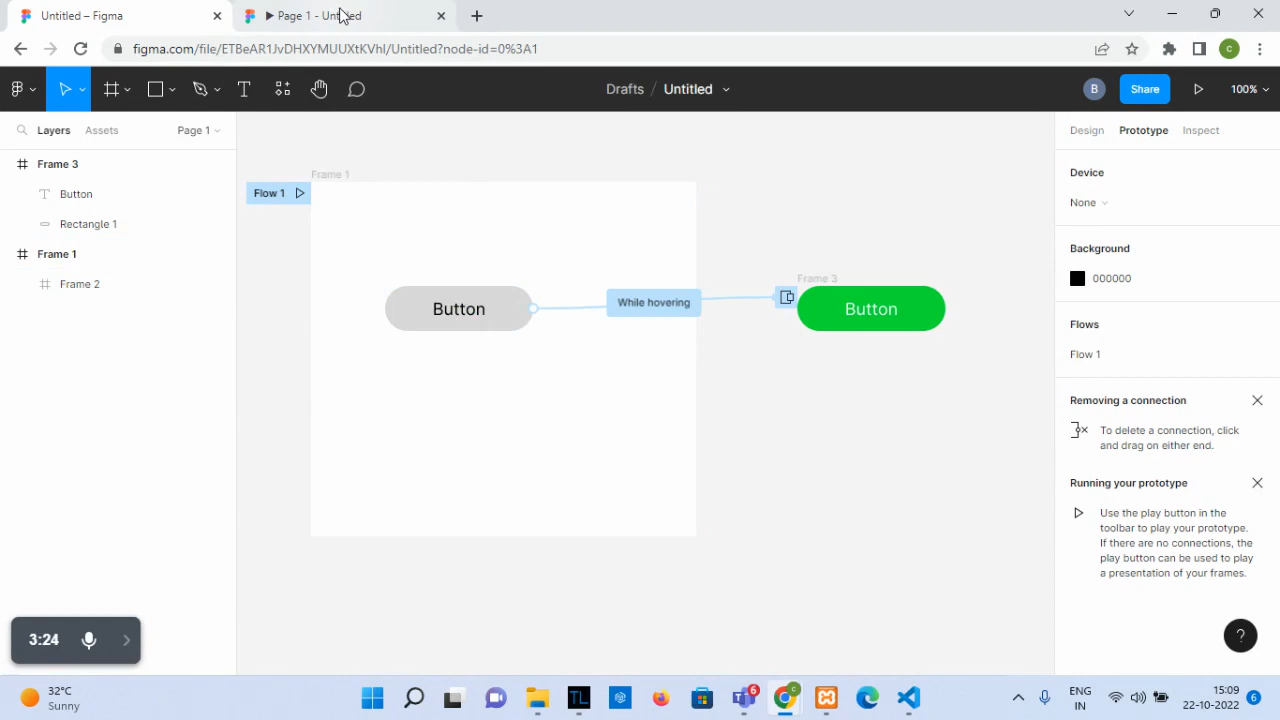 Untitled – Figma
Page 1 - Untitled
figma.com/file/ETBeAR1JvDHXYMUUXtKVhl/Untitled?node-id=0%3A1
c
T
Drafts / Untitled
B
Share
100%
Layers
Assets
Page 1
Design
Prototype
Inspect
Frame 3
Button
Rectangle 1
Frame 1
Frame 2
Frame 1
Flow 1
Button
While hovering
Frame 3
Button
Device
None
Background
000000
Flows
Flow 1
Removing a connection
To delete a connection, click
and drag on either end.
Running your prototype
Use the play button in the
toolbar to play your prototype.
If there are no connections, the
play button can be used to play
a presentation of your frames.
?
3:24
32°C
Sunny
TL
6
c
ENG
IN
15:09
22-10-2022
6